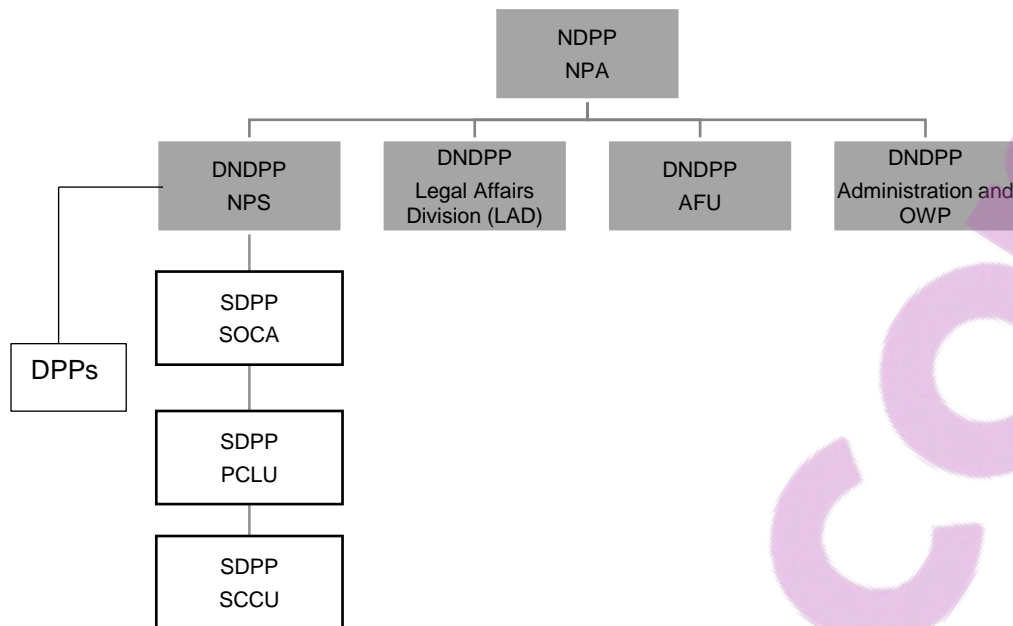 NDPP
NPA
DNDPP
NPS
DNDPP
Legal Affairs
Division (LAD)
DNDPP
AFU
DNDPP
Administration and
OWP
SDPP
SOCA
DPPs
SDPP
PCLU
SDPP
SCCU